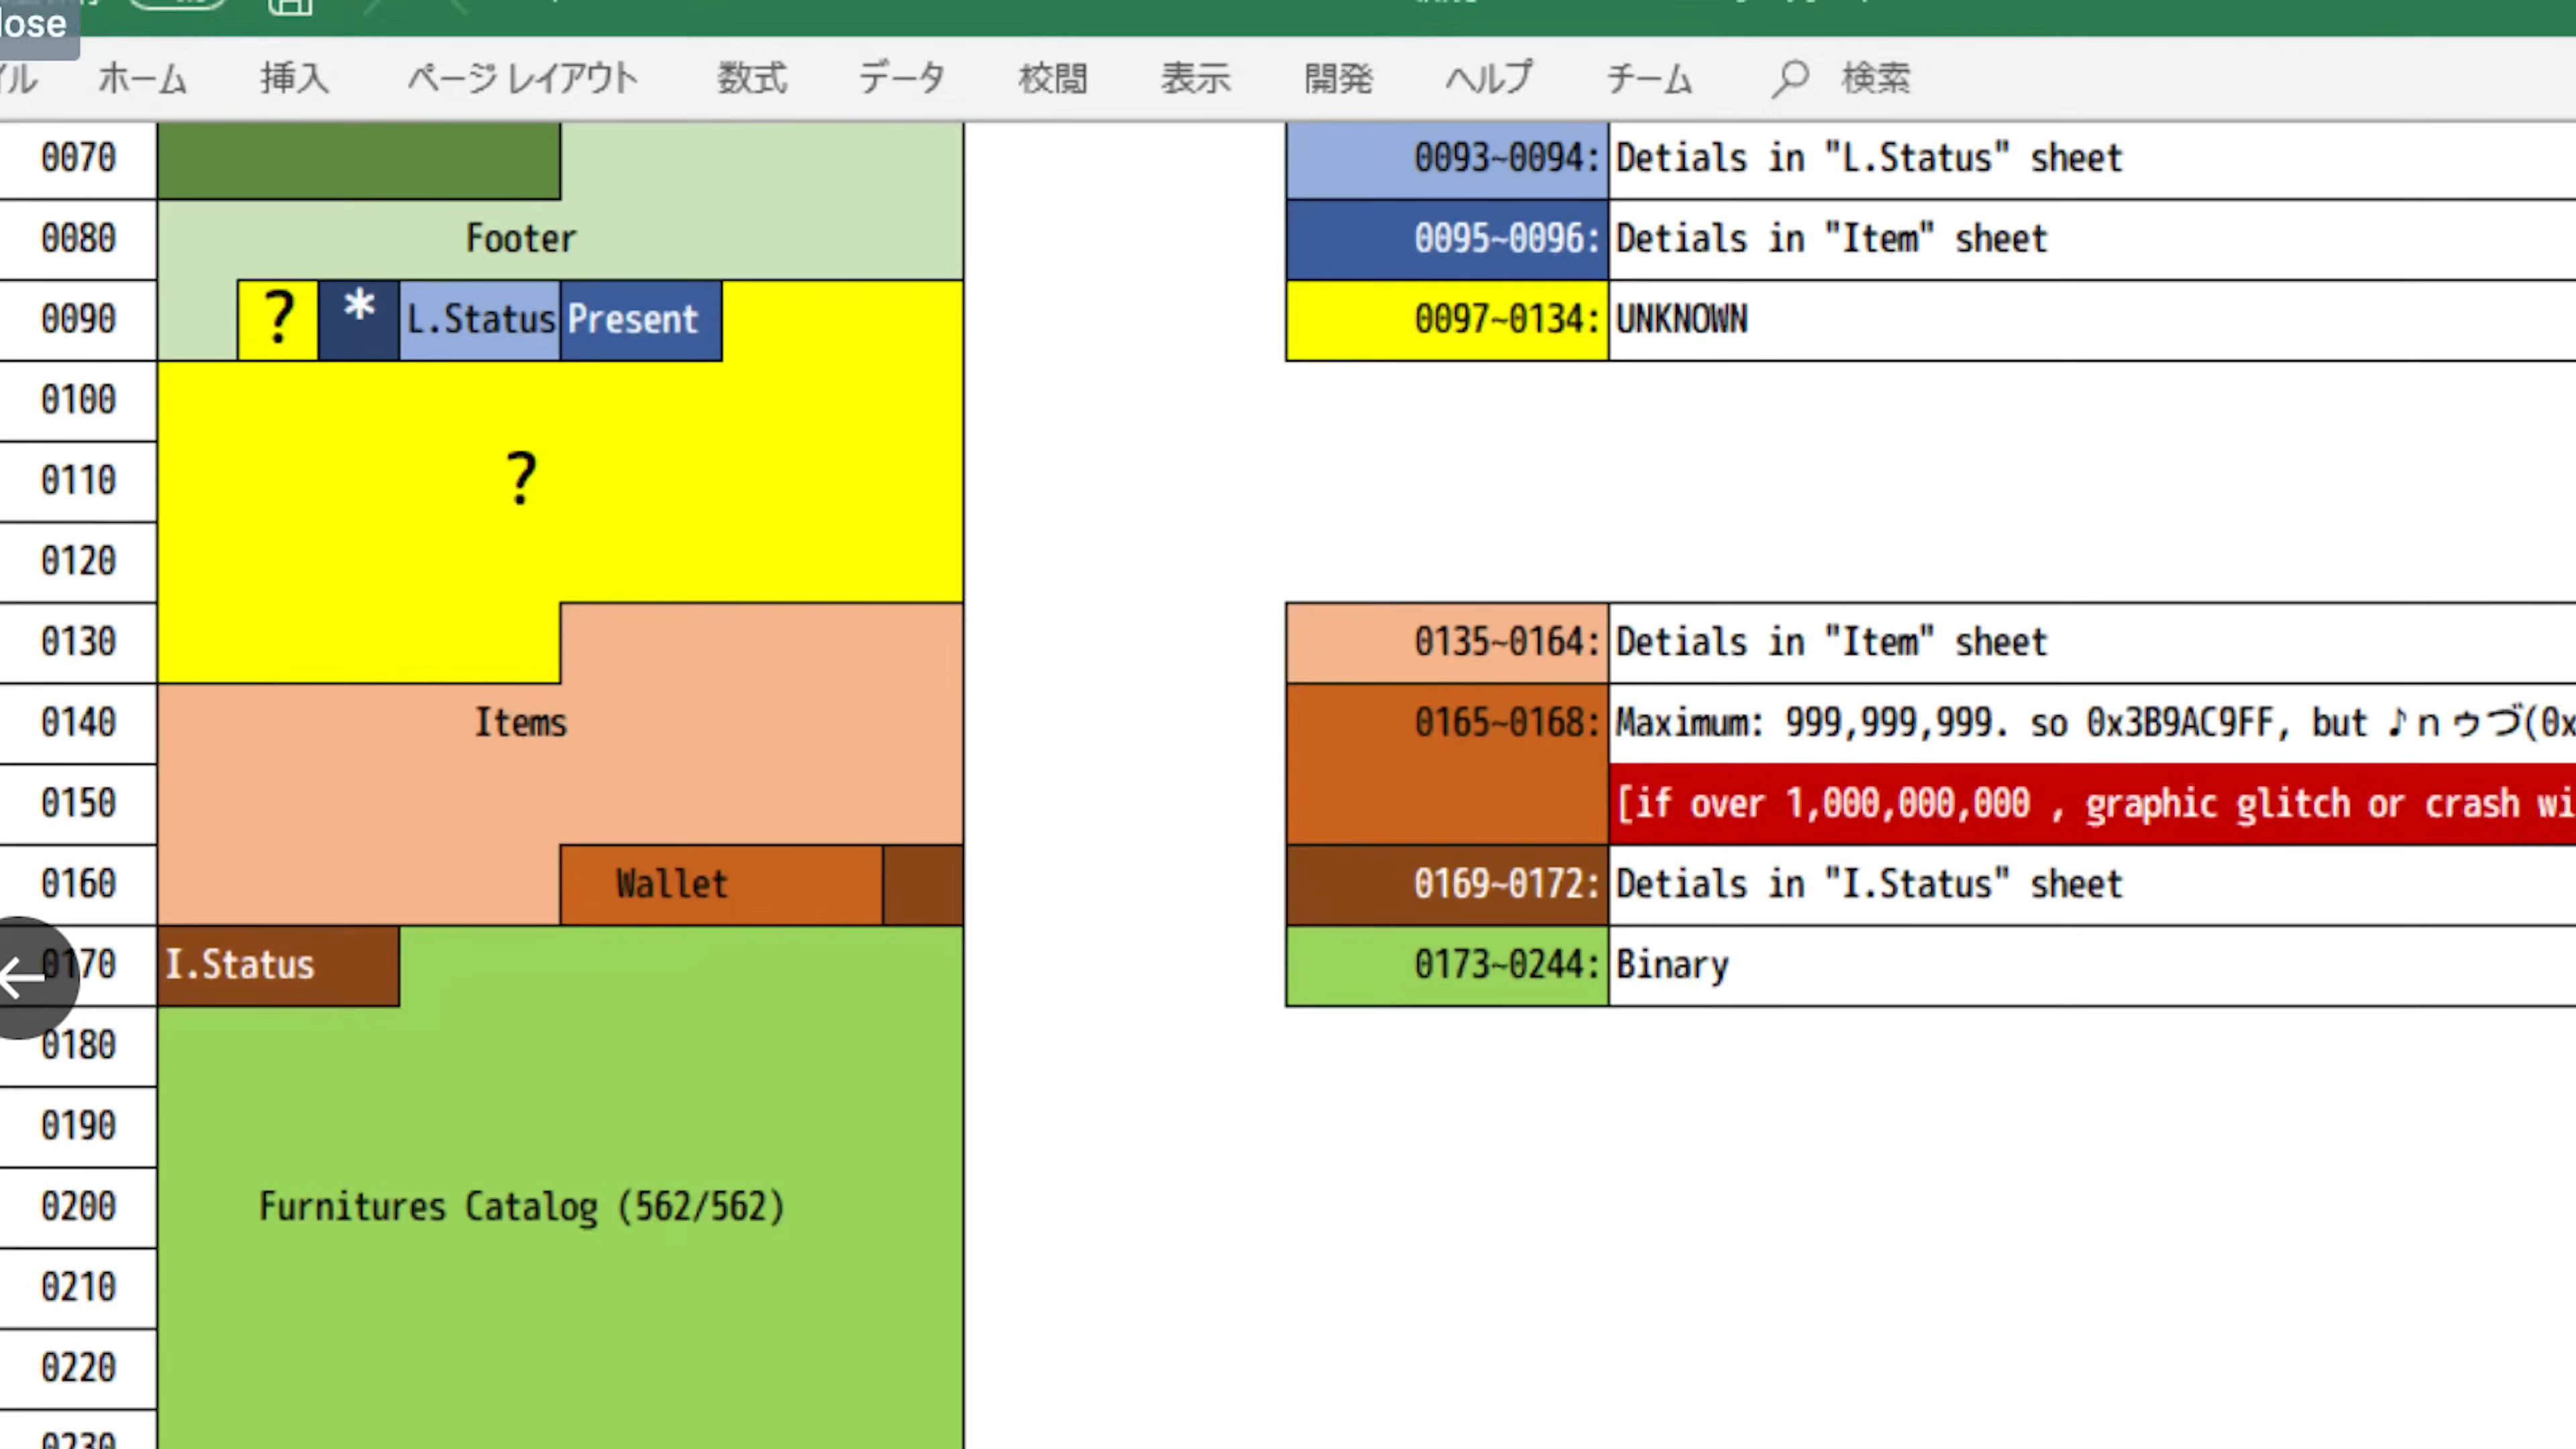 lose
ル ホーム 挿入 ページ レイアウト 数式 データ 校閲 表示 開発 ヘルプ チーム 検索
0070 0093~0094: Detials in "L.Status" sheet
0080 Footer 0095~0096: Detials in "Item" sheet
0090 ? * L.Status Present 0097~0134: UNKNOWN
0100
0110 ?
0120
0130 0135~0164: Detials in "Item" sheet
0140 Items 0165~0168: Maximum: 999,999,999. so 0x3B9AC9FF, but ♪nゥづ(0x
0150 [if over 1,000,000,000 , graphic glitch or crash wi
0160 Wallet 0169~0172: Detials in "I.Status" sheet
0170 I.Status 0173~0244: Binary
0180
0190
0200 Furnitures Catalog (562/562)
0210
0220
0230